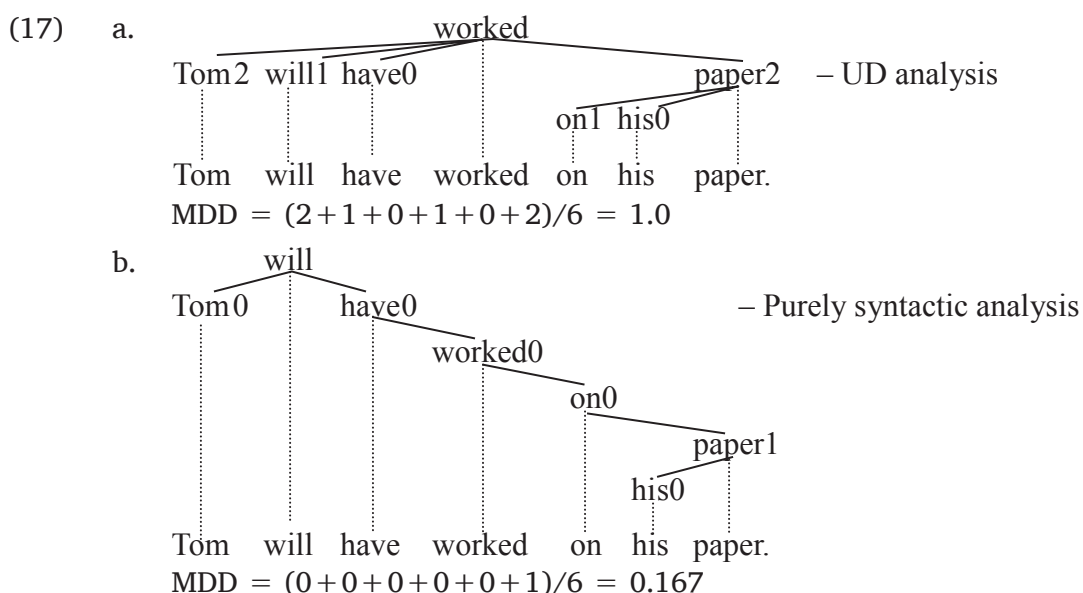 (17) a. worked
Tom2 will1 have0 paper2 – UD analysis
on1 his0
Tom will have worked on his paper.
MDD = (2+1+0+1+0+2)/6 = 1.0
b. will
Tom0 have0 – Purely syntactic analysis
worked0
on0
paper1
his0
Tom will have worked on his paper.
MDD = (0+0+0+0+0+1)/6 = 0.167